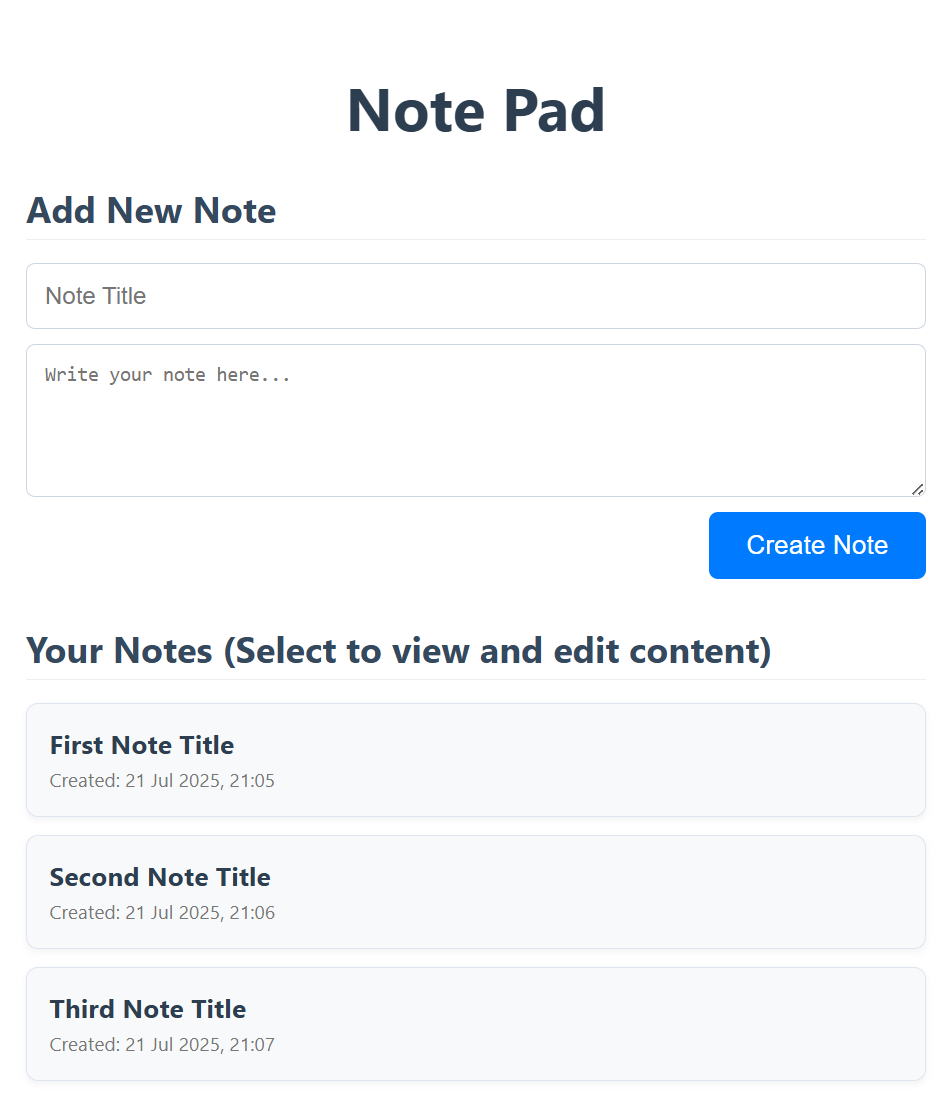 Note Pad
Add New Note
Note Title
Write your note here...
Create Note
Your Notes (Select to view and edit content)
First Note Title
Created: 21 Jul 2025, 21:05
Second Note Title
Created: 21 Jul 2025, 21:06
Third Note Title
Created: 21 Jul 2025, 21:07